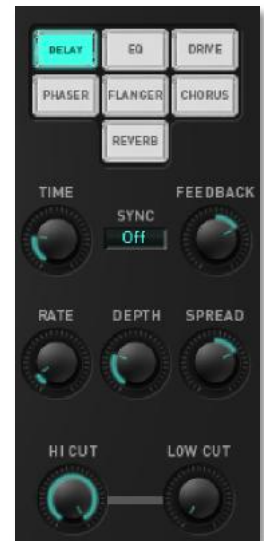 DELAY EQ DRIVE
PHASER FLANGER CHORUS
REVERB
TIME FEEDBACK
SYNC
Off
RATE DEPTH SPREAD
HI CUT LOW CUT